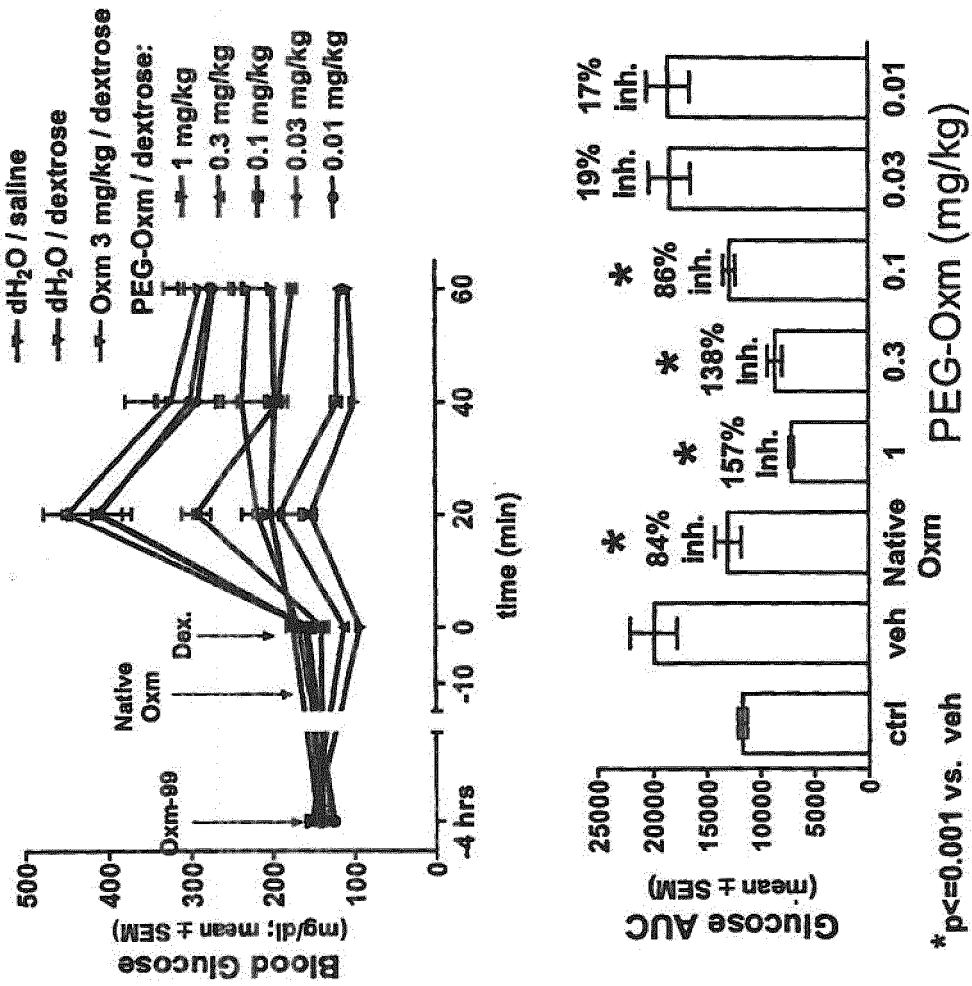 dH₂O / saline
dH₂O / dextrose
Oxm 3 mg/kg / dextrose
PEG-Oxm / dextrose:
1 mg/kg
0.3 mg/kg
0.1 mg/kg
0.03 mg/kg
0.01 mg/kg
Blood Glucose
(mg/dl; mean ± SEM)
500
400
300
200
100
0
Oxm-99
Native
Oxm
Dex.
-4 hrs
-10
0
20
40
60
time (min)
Glucose AUC
(mean ± SEM)
25000
20000
15000
10000
5000
0
*
84%
inh.
*
157%
inh.
*
138%
inh.
*
86%
inh.
19%
inh.
17%
inh.
ctrl
veh
Native
Oxm
1
0.3
0.1
0.03
0.01
PEG-Oxm (mg/kg)
* p<=0.001 vs. veh